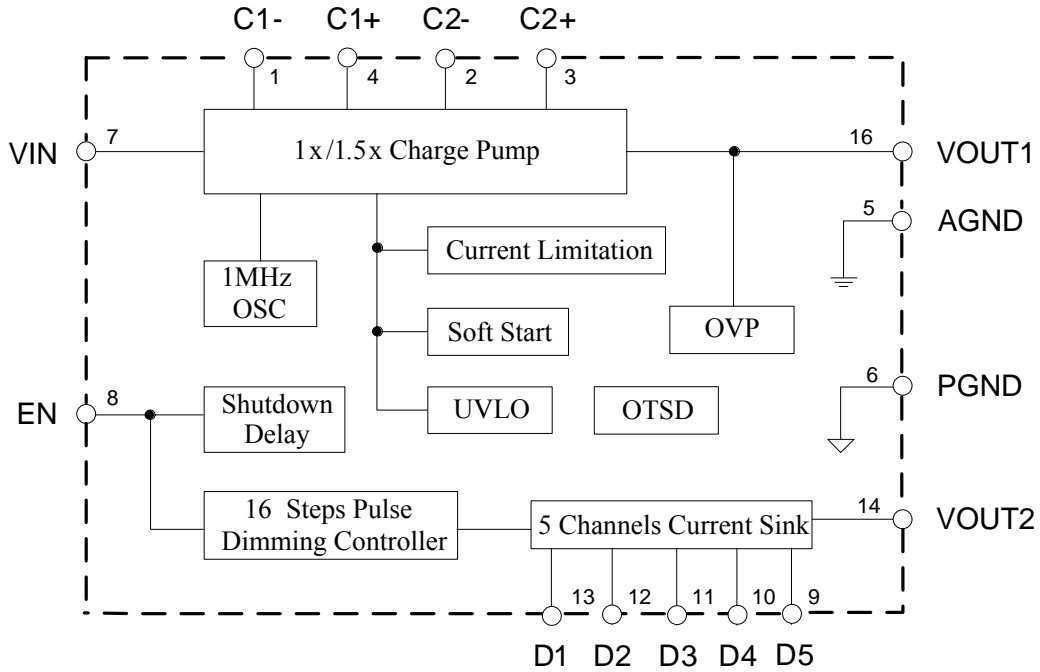 C1- C1+ C2- C2+
1 4 2 3
VIN 7 1x/1.5x Charge Pump 16 VOUT1
5 AGND
Current Limitation
1MHz
OSC
Soft Start OVP
6 PGND
EN 8 Shutdown
Delay
UVLO OTSD
16 Steps Pulse
Dimming Controller
5 Channels Current Sink 14 VOUT2
13 12 11 10 9
D1 D2 D3 D4 D5